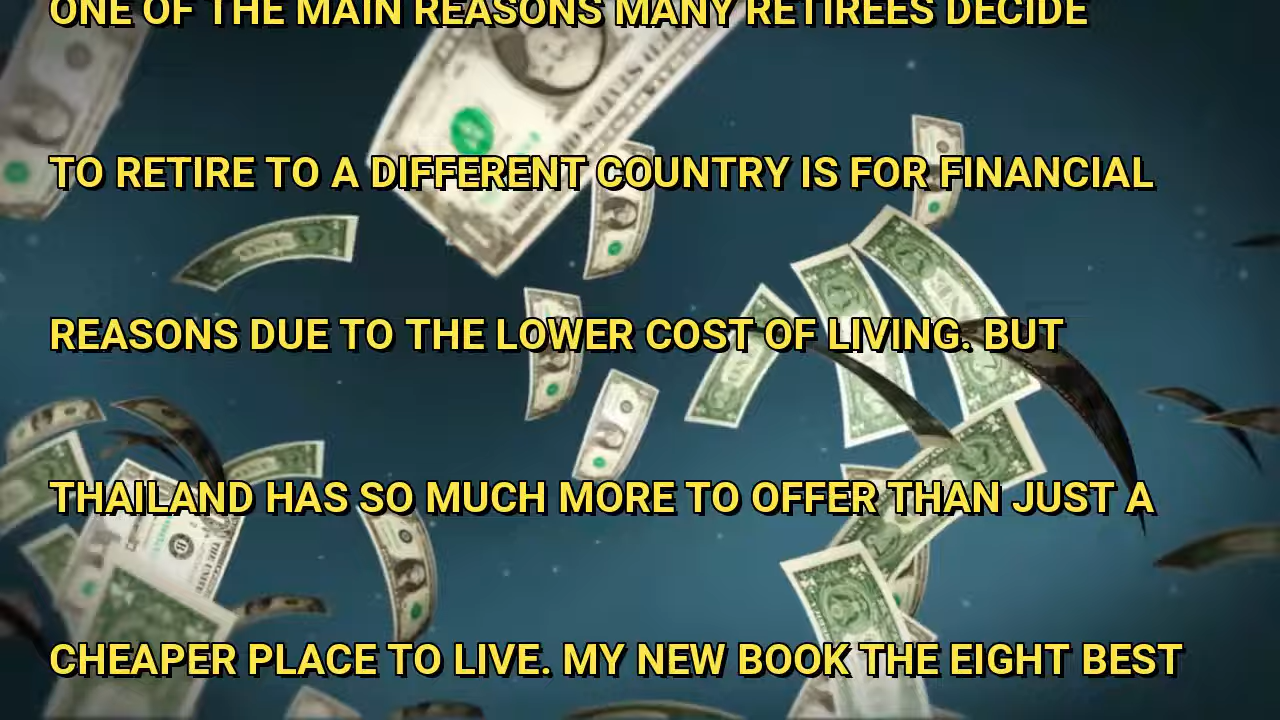 ONE OF THE MAIN REASONS MANY RETIREES DECIDE
TO RETIRE TO A DIFFERENT COUNTRY IS FOR FINANCIAL
REASONS DUE TO THE LOWER COST OF LIVING. BUT
THAILAND HAS SO MUCH MORE TO OFFER THAN JUST A
CHEAPER PLACE TO LIVE. MY NEW BOOK THE EIGHT BEST